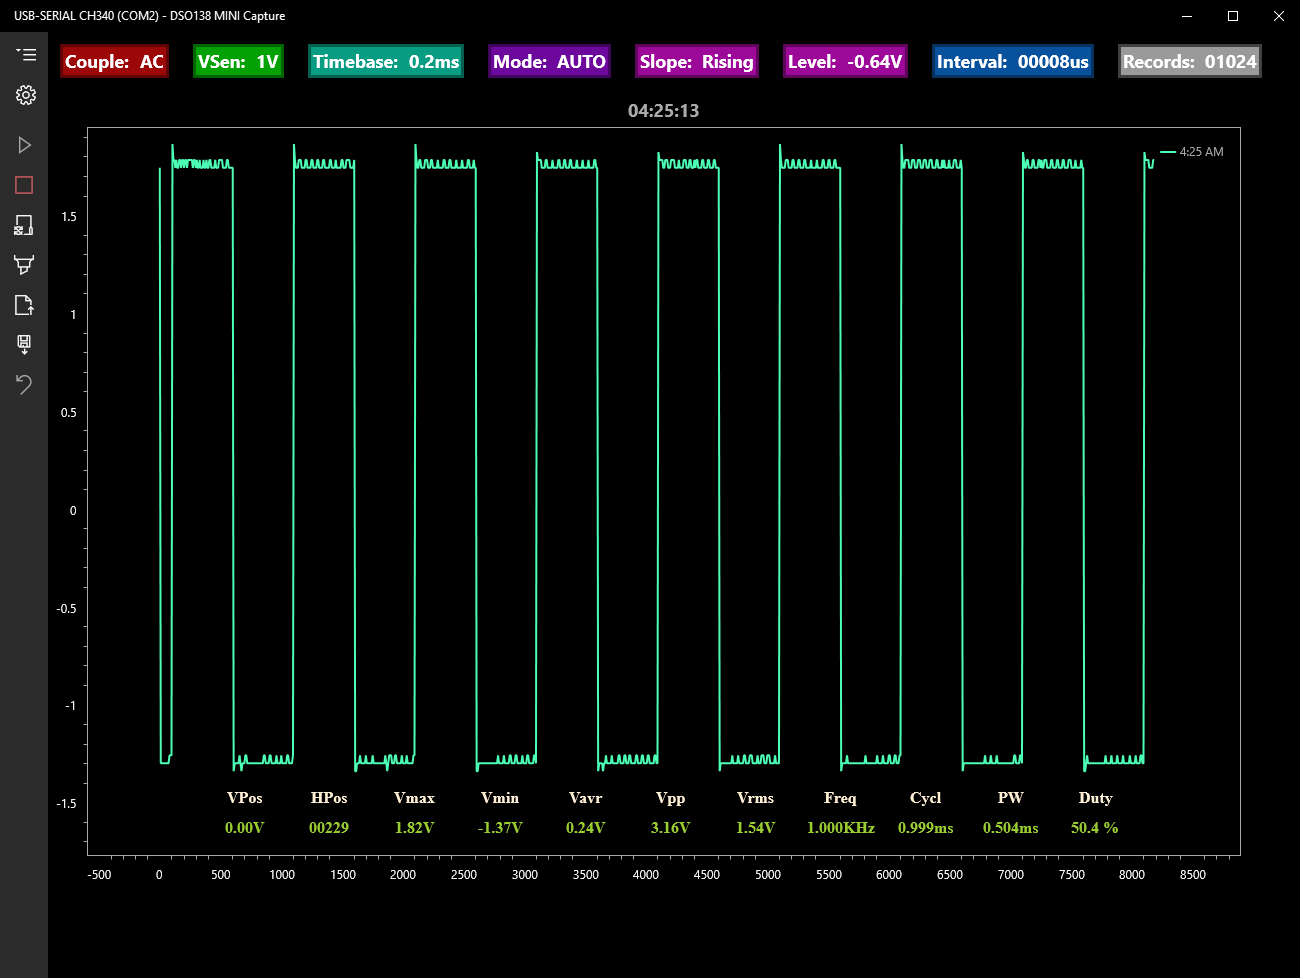 USB-SERIAL CH340 (COM2) - DSO138 MINI Capture
Couple: AC VSen: 1V Timebase: 0.2ms Mode: AUTO Slope: Rising Level: -0.64V Interval: 00008us Records: 01024
04:25:13
4:25 AM
1.5
1
0.5
0
-0.5
-1
-1.5
VPos HPos Vmax Vmin Vavr Vpp Vrms Freq Cycl PW Duty
0.00V 00229 1.82V -1.37V 0.24V 3.16V 1.54V 1.000KHz 0.999ms 0.504ms 50.4 %
-500 0 500 1000 1500 2000 2500 3000 3500 4000 4500 5000 5500 6000 6500 7000 7500 8000 8500